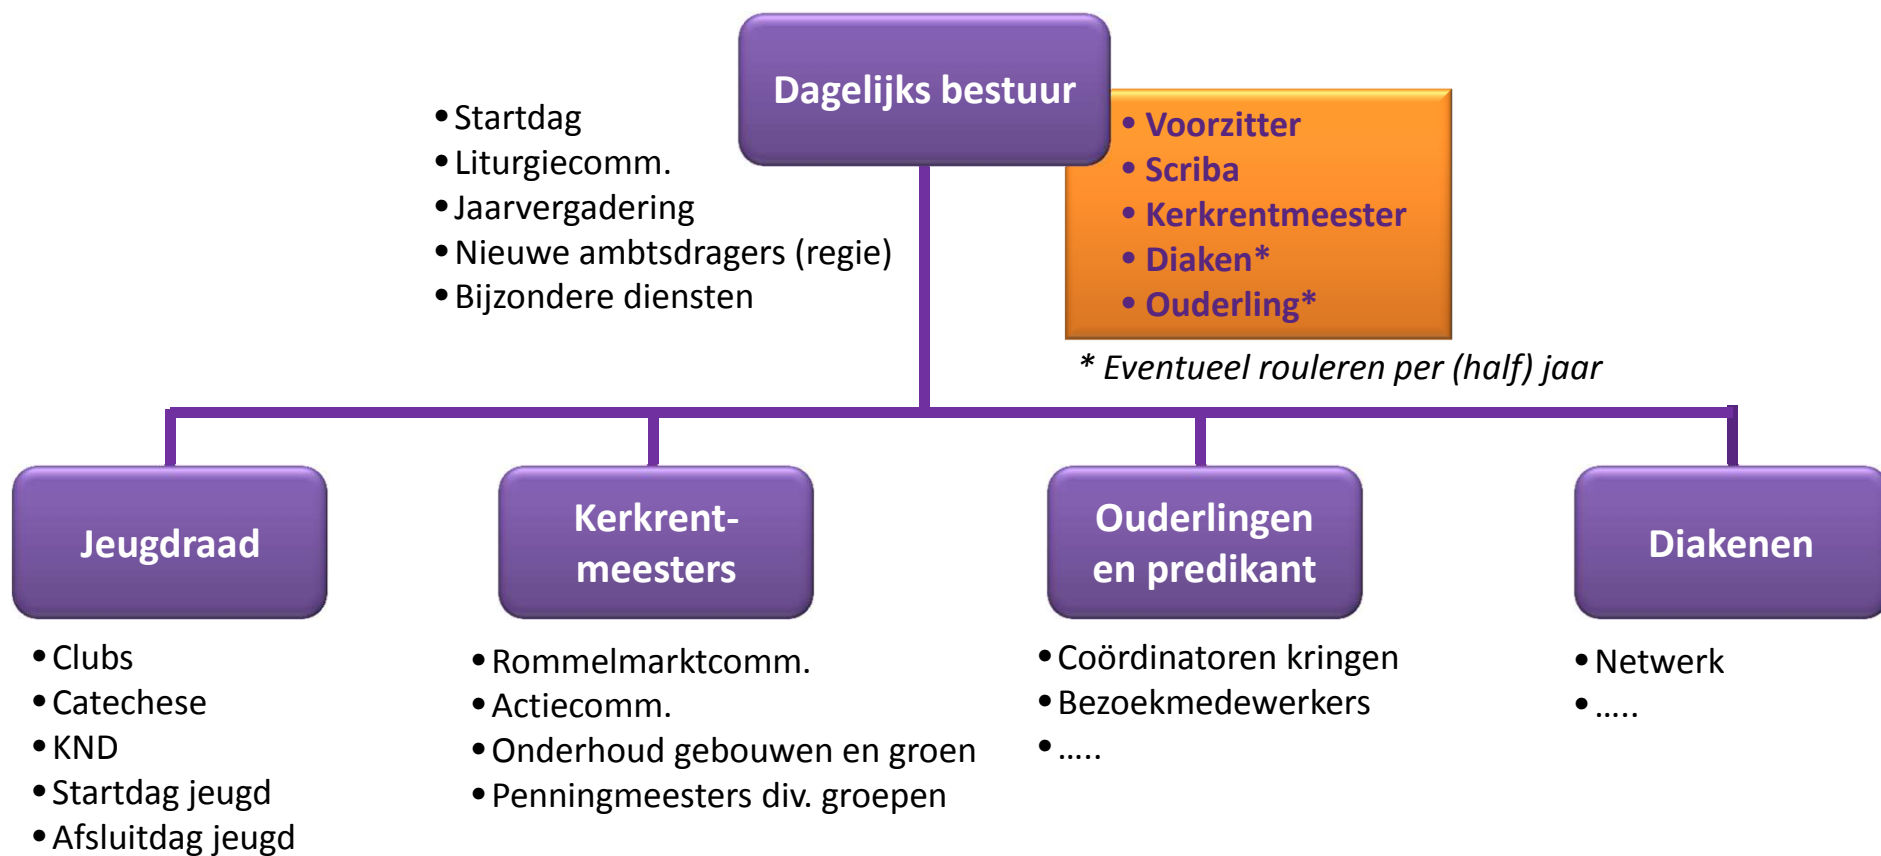 Dagelijks bestuur
• Startdag
• Liturgiecomm.
• Jaarvergadering
• Nieuwe ambtsdragers (regie)
• Bijzondere diensten
• Voorzitter
• Scriba
• Kerkrentmeester
• Diaken*
• Ouderling*
* Eventueel rouleren per (half) jaar
Jeugdraad
• Clubs
• Catechese
• KND
• Startdag jeugd
• Afsluitdag jeugd
Kerkrent-
meesters
• Rommelmarktcomm.
• Actiecomm.
• Onderhoud gebouwen en groen
• Penningmeesters div. groepen
Ouderlingen
en predikant
• Coördinatoren kringen
• Bezoekmedewerkers
• …..
Diakenen
• Netwerk
• …..